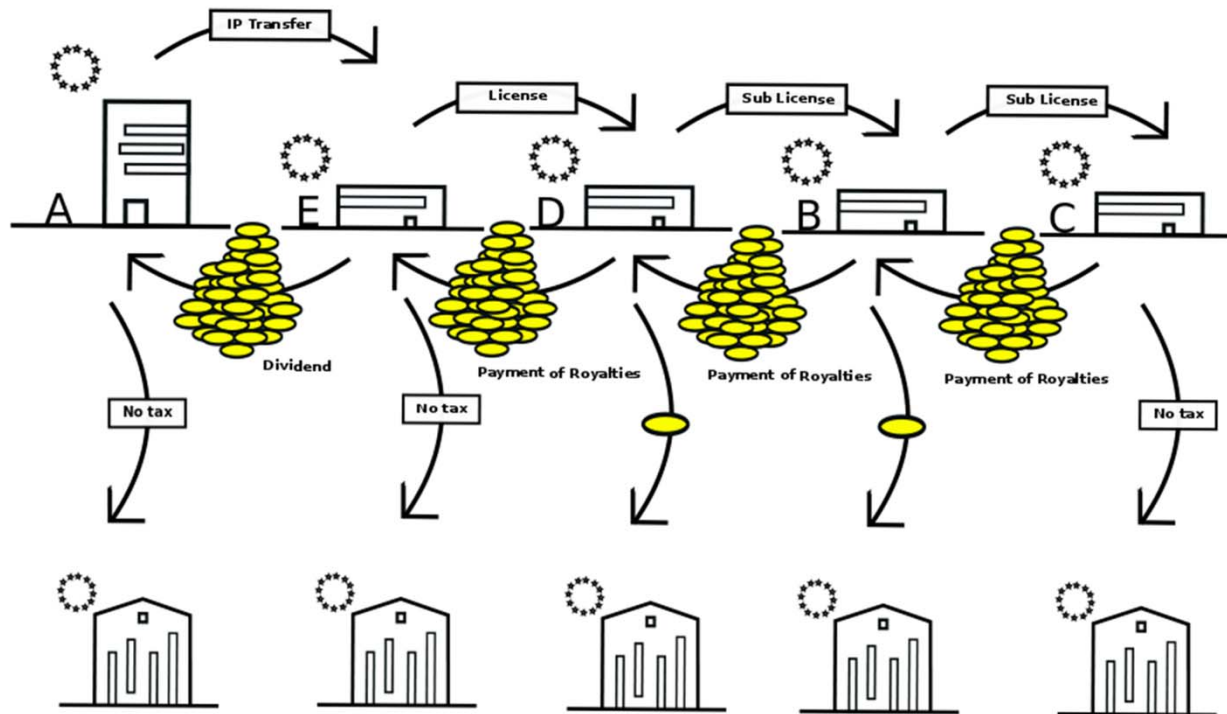 IP Transfer
License
Sub License
Sub License
A
E
D
B
C
Dividend
Payment of Royalties
Payment of Royalties
Payment of Royalties
No tax
No tax
No tax